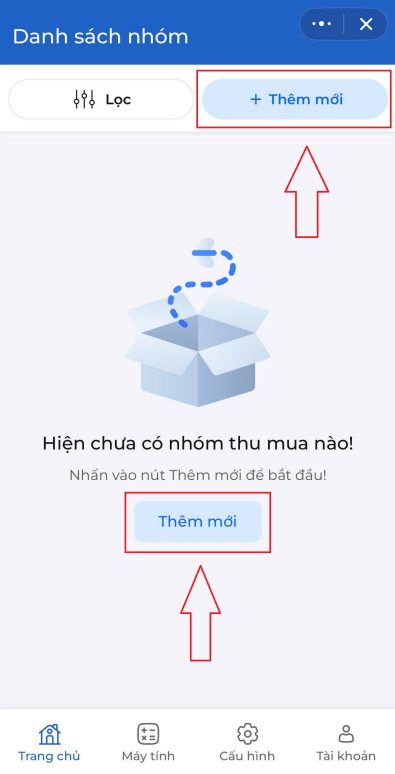 Danh sách nhóm
Lọc
+ Thêm mới
Hiện chưa có nhóm thu mua nào!
Nhấn vào nút Thêm mới để bắt đầu!
Thêm mới
Trang chủ
Máy tính
Cấu hình
Tài khoản